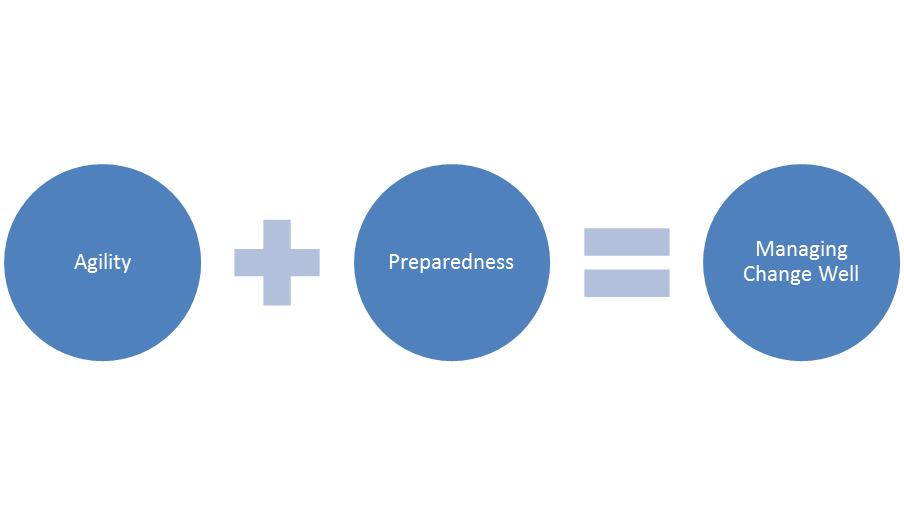 Agility
Preparedness
Managing
Change Well